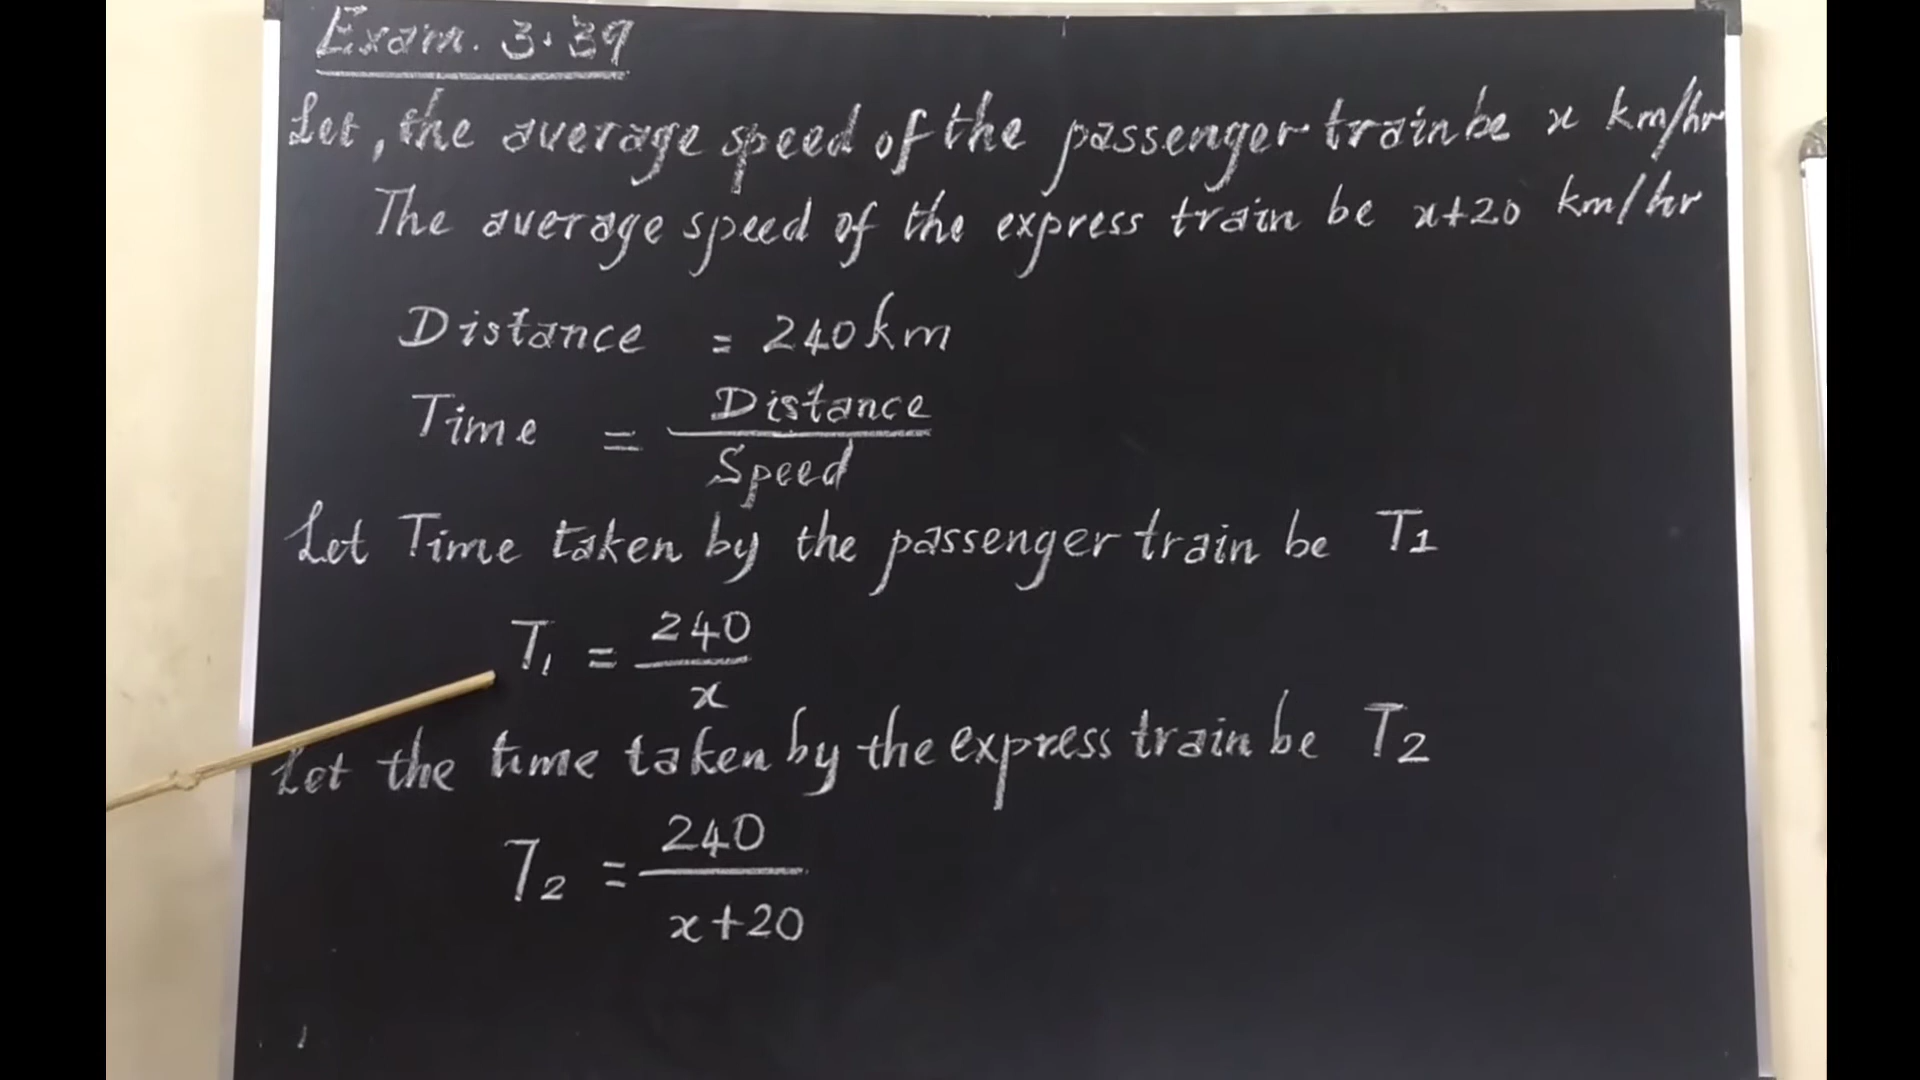 Exam. 3.39
Let, the average speed of the passenger train be x km/hr
The average speed of the express train be x+20 km/hr
Distance = 240km
Time = Distance / Speed
Let Time taken by the passenger train be T1
T1 = 240 / x
Let the time taken by the express train be T2
T2 = 240 / x+20